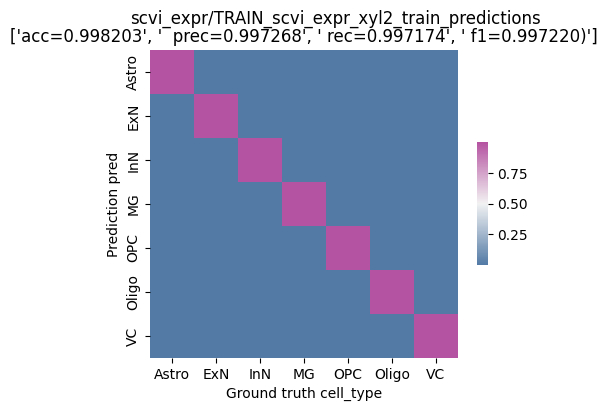 scvi_expr/TRAIN_scvi_expr_xyl2_train_predictions
['acc=0.998203', '  prec=0.997268', ' rec=0.997174', ' f1=0.997220)']
Astro
ExN
InN
MG
OPC
Oligo
VC
Prediction pred
Astro ExN InN MG OPC Oligo VC
Ground truth cell_type
0.75
0.50
0.25